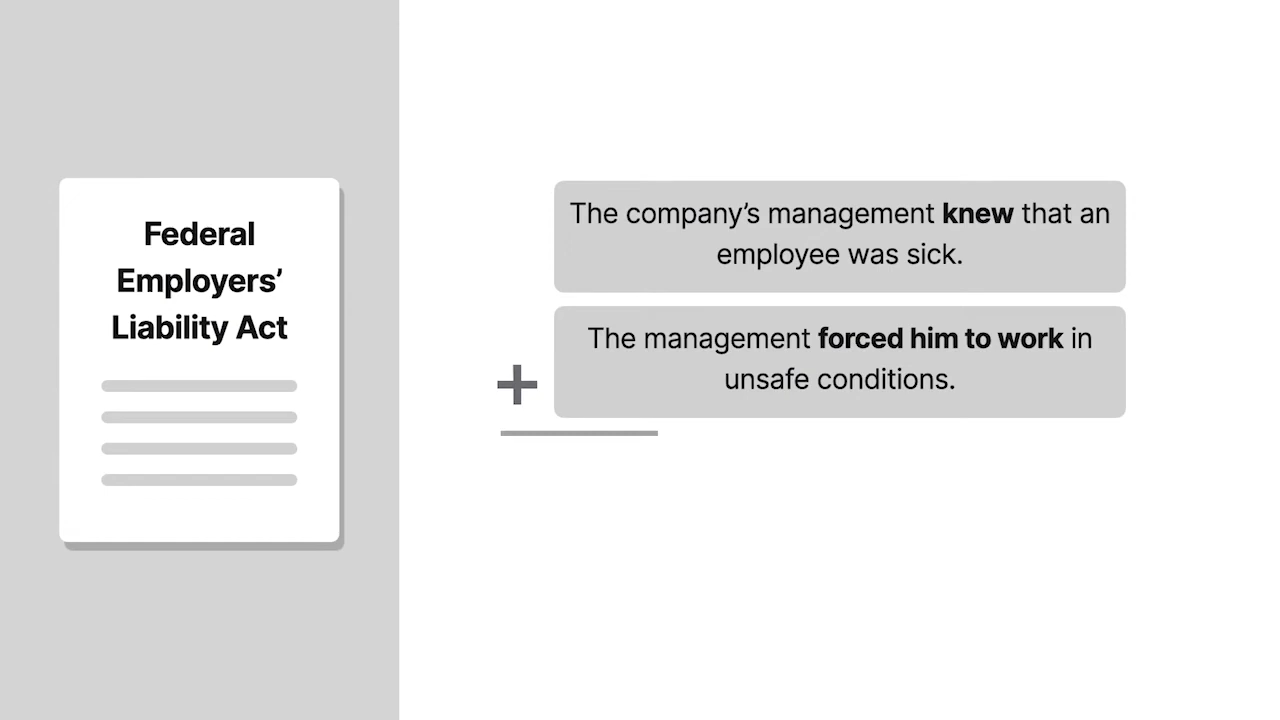 Federal
Employers’
Liability Act
The company’s management knew that an
employee was sick.
The management forced him to work in
unsafe conditions.
+